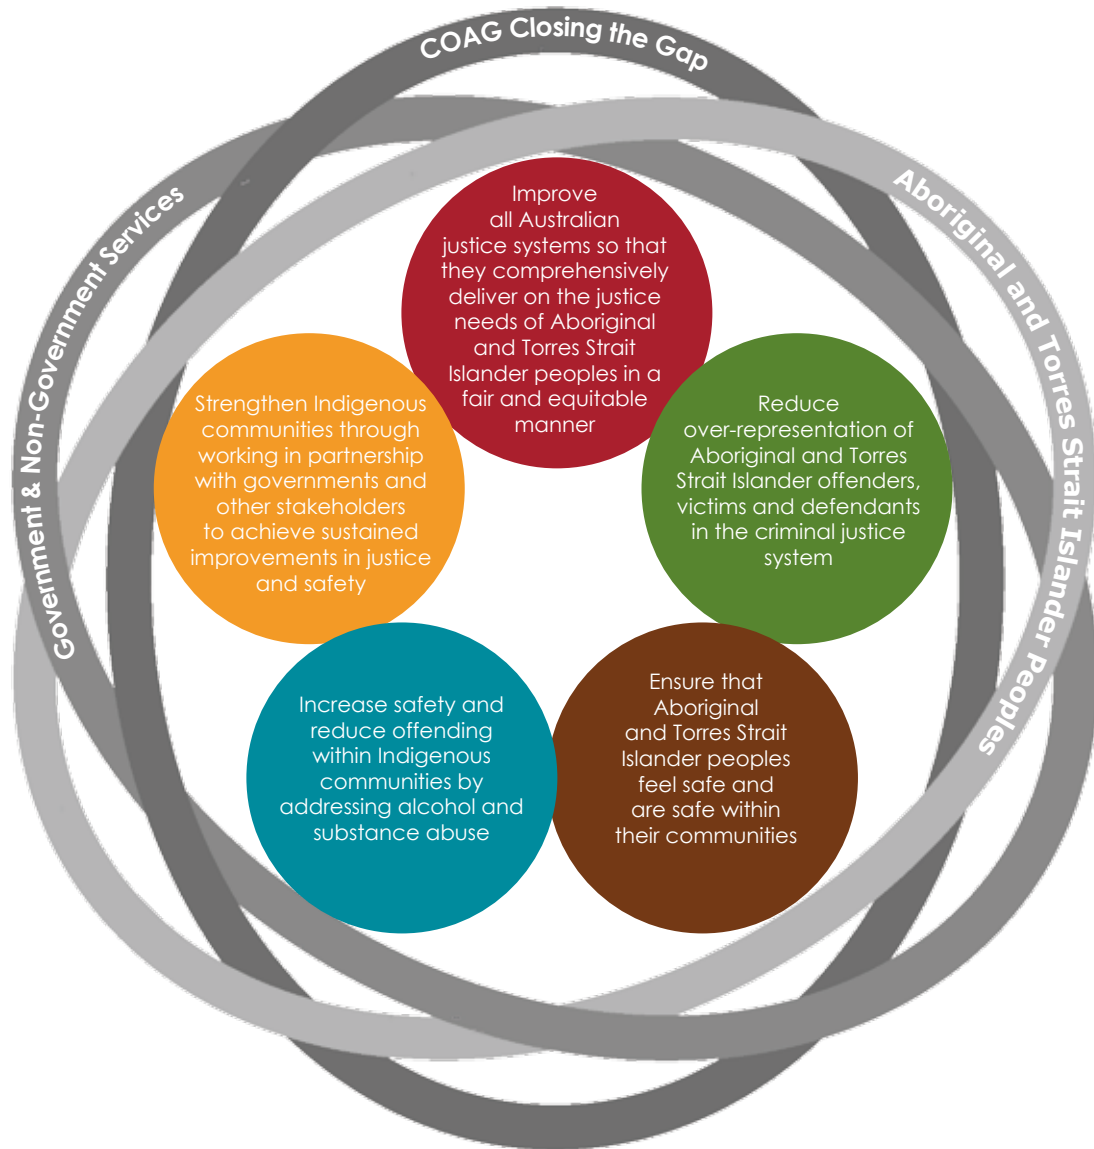 COAG Closing the Gap
Government & Non-Government Services
Aboriginal and Torres Strait Islander Peoples
Improve
all Australian
justice systems so that
they comprehensively
deliver on the justice
needs of Aboriginal
and Torres Strait
Islander peoples in a
fair and equitable
manner
Strengthen Indigenous
communities through
working in partnership
with governments and
other stakeholders
to achieve sustained
improvements in justice
and safety
Reduce
over-representation of
Aboriginal and Torres
Strait Islander offenders,
victims and defendants
in the criminal justice
system
Increase safety and
reduce offending
within Indigenous
communities by
addressing alcohol and
substance abuse
Ensure that
Aboriginal
and Torres Strait
Islander peoples
feel safe and
are safe within
their communities